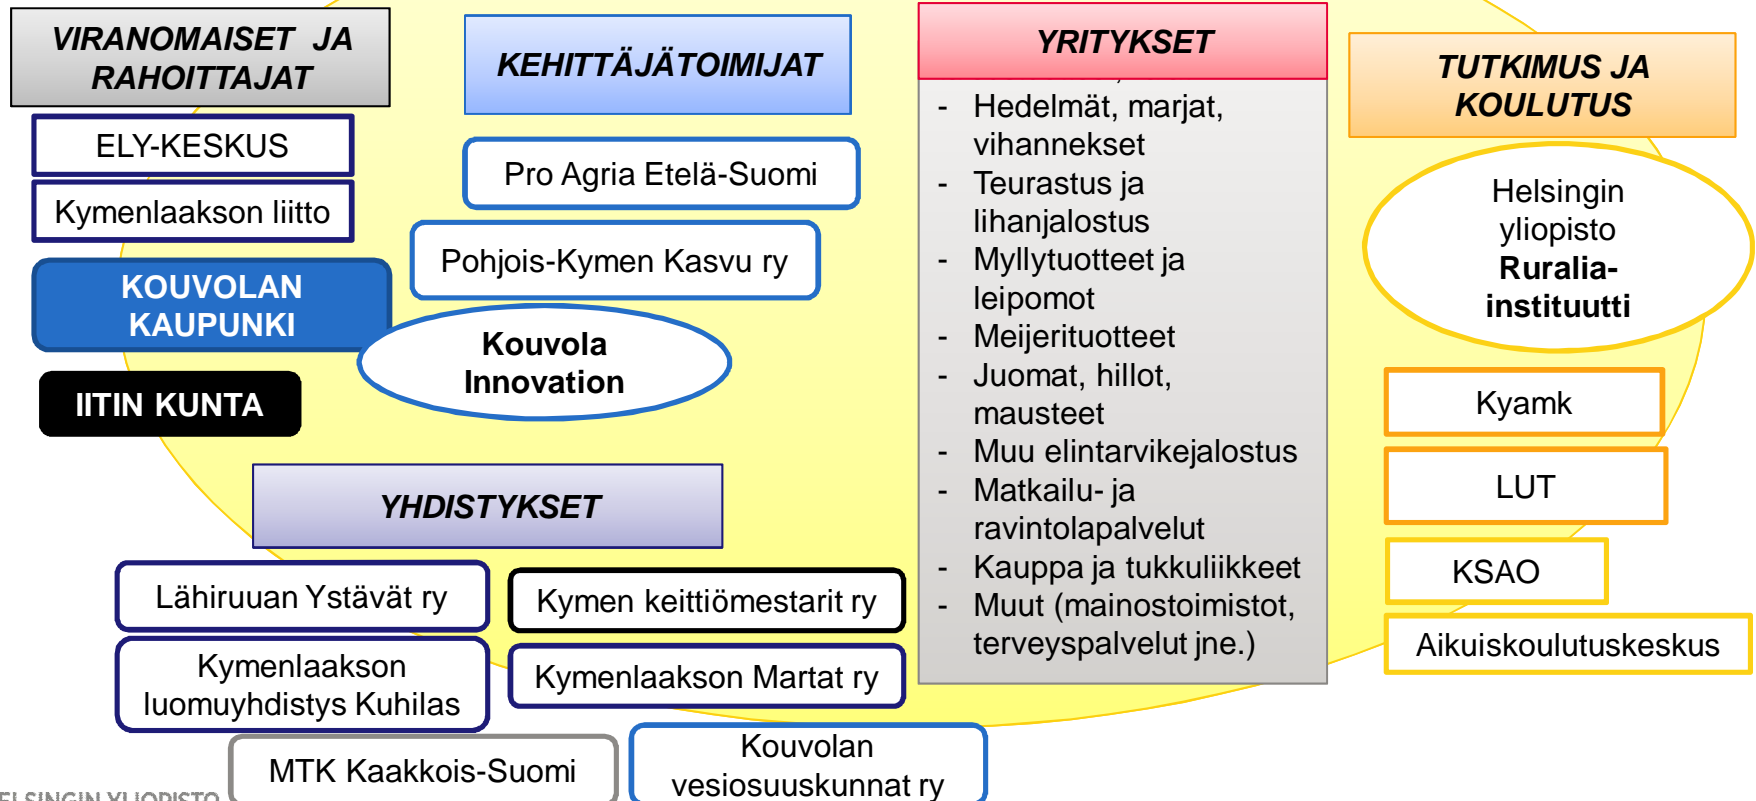 VIRANOMAISET JA
RAHOITTAJAT
ELY-KESKUS
Kymenlaakson liitto
KOUVOLAN
KAUPUNKI
IITIN KUNTA
KEHITTÄJÄTOIMIJAT
Pro Agria Etelä-Suomi
Pohjois-Kymen Kasvu ry
Kouvola
Innovation
YRITYKSET
- Hedelmät, marjat,
vihannekset
- Teurastus ja
lihanjalostus
- Myllytuotteet ja
leipomot
- Meijerituotteet
- Juomat, hillot,
mausteet
- Muu elintarvikejalostus
- Matkailu- ja
ravintolapalvelut
- Kauppa ja tukkuliikkeet
- Muut (mainostoimistot,
terveyspalvelut jne.)
TUTKIMUS JA
KOULUTUS
Helsingin
yliopisto
Ruralia-
instituutti
Kyamk
LUT
KSAO
Aikuiskoulutuskeskus
YHDISTYKSET
Lähiruuan Ystävät ry
Kymen keittiömestarit ry
Kymenlaakson
luomuyhdistys Kuhilas
Kymenlaakson Martat ry
MTK Kaakkois-Suomi
Kouvolan
vesiosuuskunnat ry
ELSINGIN YLIOPISTO